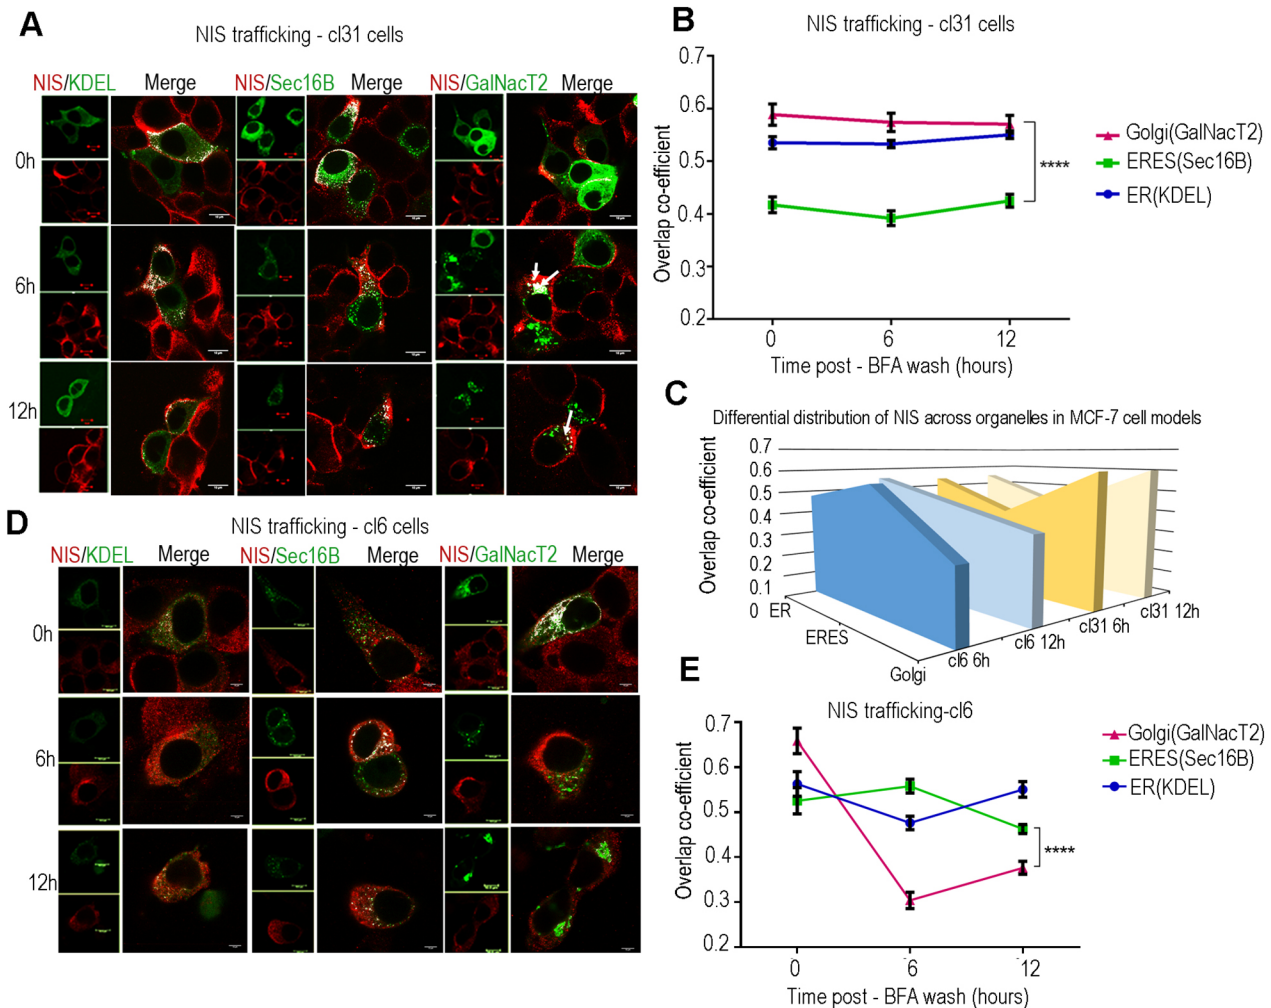 A
NIS trafficking - cl31 cells
NIS/KDEL Merge NIS/Sec16B Merge NIS/GalNacT2 Merge
0h
6h
12h
B
NIS trafficking - cl31 cells
0.7
0.6
0.5
0.4
0.3
0.2
Overlap co-efficient
0 6 12
Time post - BFA wash (hours)
Golgi(GalNacT2)
ERES(Sec16B)
ER(KDEL)
****
C
Differential distribution of NIS across organelles in MCF-7 cell models
Overlap co-efficient
0.7
0.6
0.5
0.4
0.3
0.2
0.1
0
ER
ERES
Golgi
cl6 6h
cl6 12h
cl31 6h
cl31 12h
D
NIS trafficking - cl6 cells
NIS/KDEL Merge NIS/Sec16B Merge NIS/GalNacT2 Merge
0h
6h
12h
E
NIS trafficking-cl6
0.7
0.6
0.5
0.4
0.3
0.2
Overlap co-efficient
0 6 12
Time post - BFA wash (hours)
Golgi(GalNacT2)
ERES(Sec16B)
ER(KDEL)
****